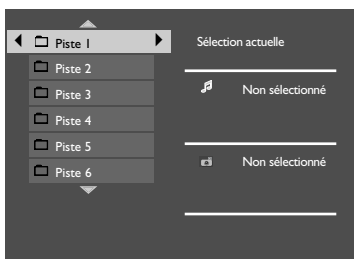 Piste 1
Piste 2
Piste 3
Piste 4
Piste 5
Piste 6
Sélection actuelle
Non sélectionné
Non sélectionné